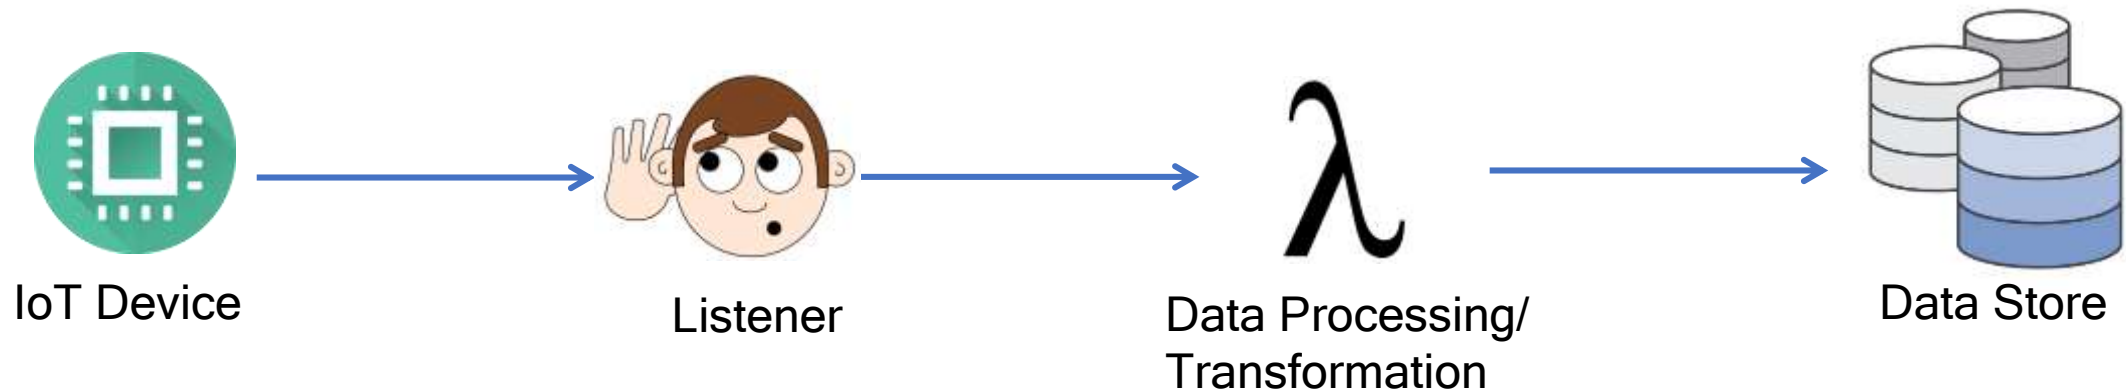 IoT Device
Listener
Data Processing/
Transformation
Data Store
λ